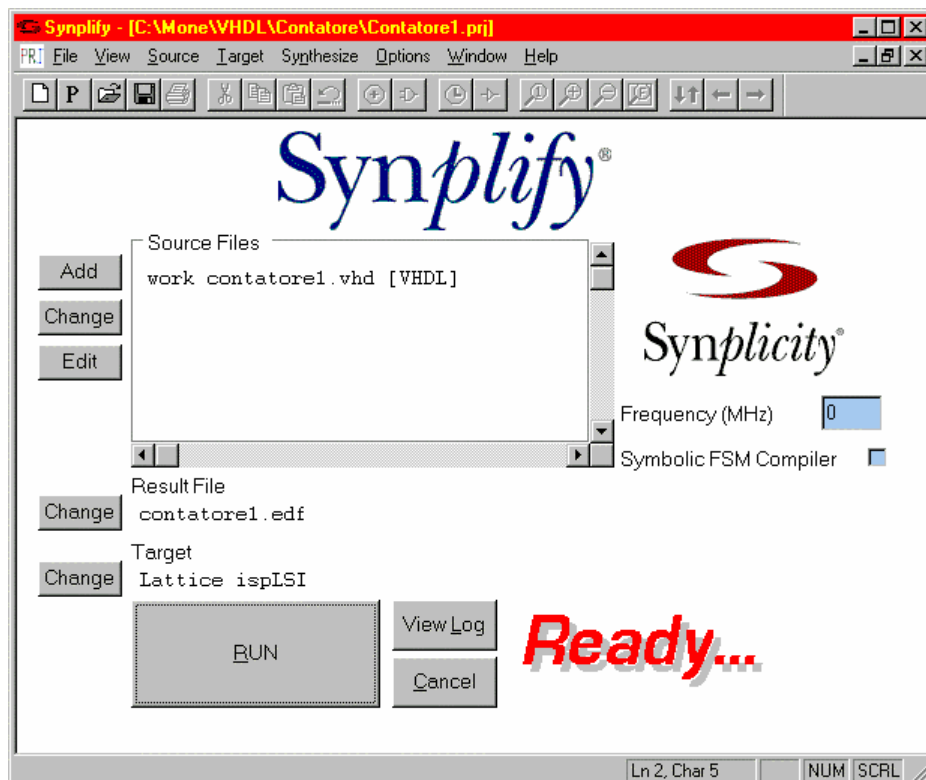 Synplify - [C:\Mone\VHDL\Contatore\Contatore1.prj]
PRJ File View Source Target Synthesize Options Window Help
P
Synplify®
Source Files
Add
work contatore1.vhd [VHDL]
Change
Edit
Synplicity®
Frequency (MHz) 0
Symbolic FSM Compiler
Result File
Change contatore1.edf
Target
Change Lattice ispLSI
RUN
View Log
Cancel
Ready...
Ln 2, Char 5 NUM SCRL